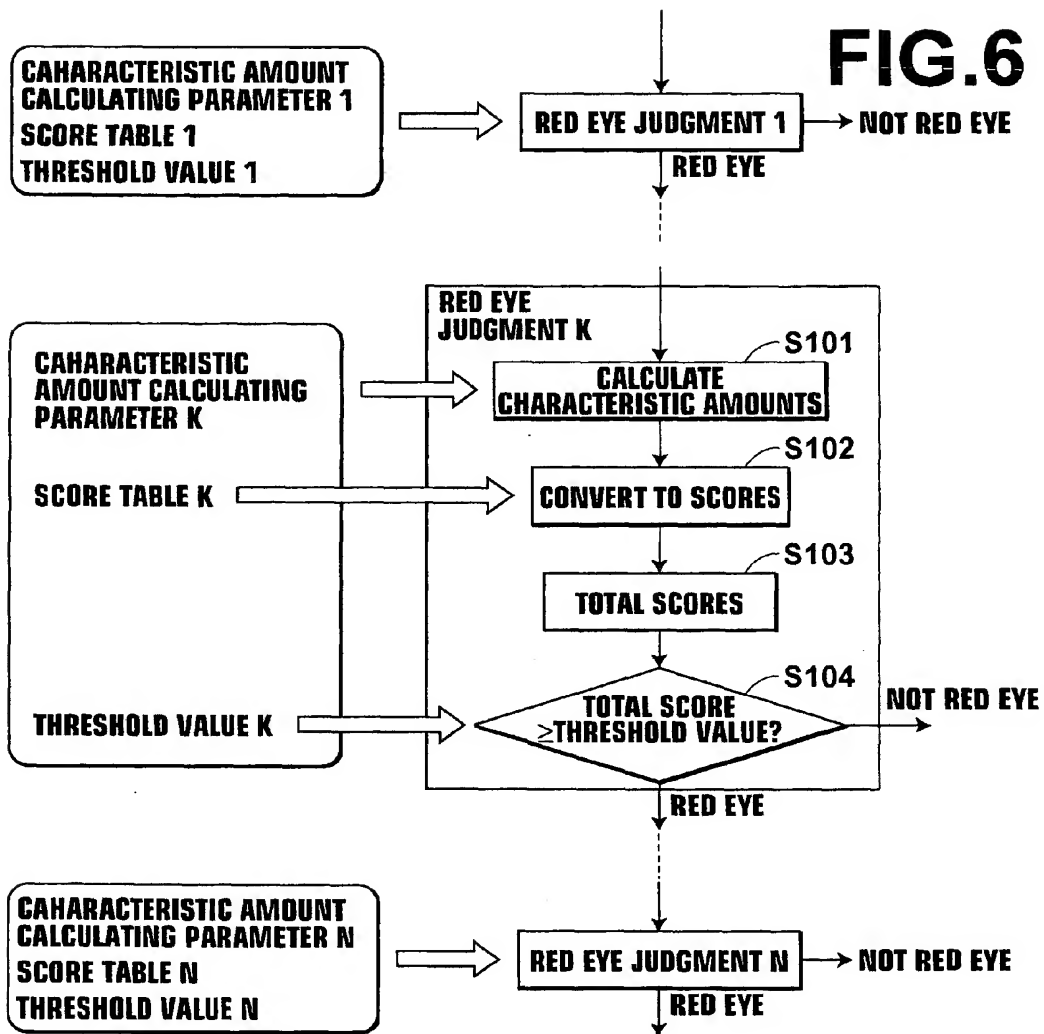 FIG.6
CAHARACTERISTIC AMOUNT
CALCULATING PARAMETER 1
SCORE TABLE 1
THRESHOLD VALUE 1
RED EYE JUDGMENT 1
NOT RED EYE
RED EYE
RED EYE
JUDGMENT K
CAHARACTERISTIC
AMOUNT CALCULATING
PARAMETER K
S101
CALCULATE
CHARACTERISTIC AMOUNTS
S102
SCORE TABLE K
CONVERT TO SCORES
S103
TOTAL SCORES
S104
THRESHOLD VALUE K
TOTAL SCORE
≥THRESHOLD VALUE?
NOT RED EYE
RED EYE
CAHARACTERISTIC AMOUNT
CALCULATING PARAMETER N
SCORE TABLE N
THRESHOLD VALUE N
RED EYE JUDGMENT N
NOT RED EYE
RED EYE